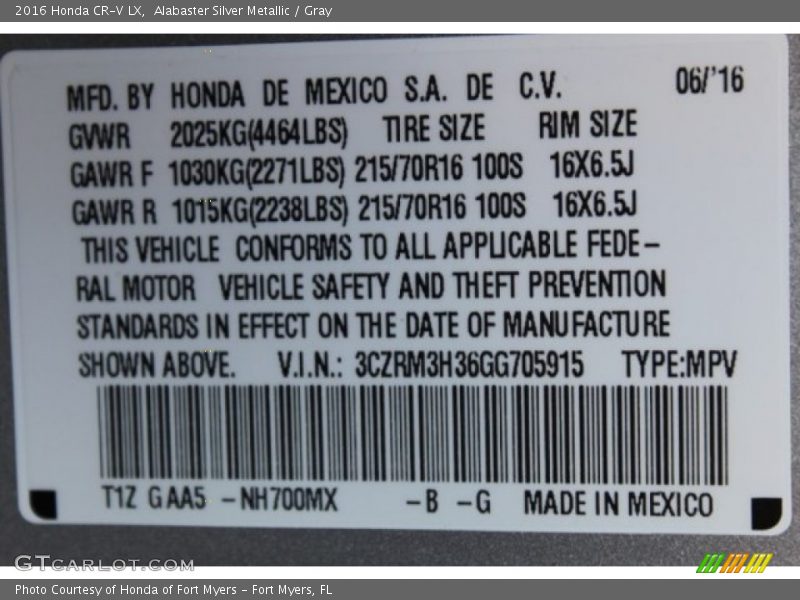 2016 Honda CR-V LX,  Alabaster Silver Metallic / Gray
MFD. BY HONDA DE MEXICO S.A. DE C.V. 06/'16
GVWR 2025KG(4464LBS) TIRE SIZE RIM SIZE
GAWR F 1030KG(2271LBS) 215/70R16 100S 16X6.5J
GAWR R 1015KG(2238LBS) 215/70R16 100S 16X6.5J
THIS VEHICLE CONFORMS TO ALL APPLICABLE FEDE-
RAL MOTOR VEHICLE SAFETY AND THEFT PREVENTION
STANDARDS IN EFFECT ON THE DATE OF MANUFACTURE
SHOWN ABOVE. V.I.N.: 3CZRM3H36GG705915 TYPE:MPV
T1Z GAA5 -NH700MX -B -G MADE IN MEXICO
GTCARLOT.COM
Photo Courtesy of Honda of Fort Myers - Fort Myers, FL